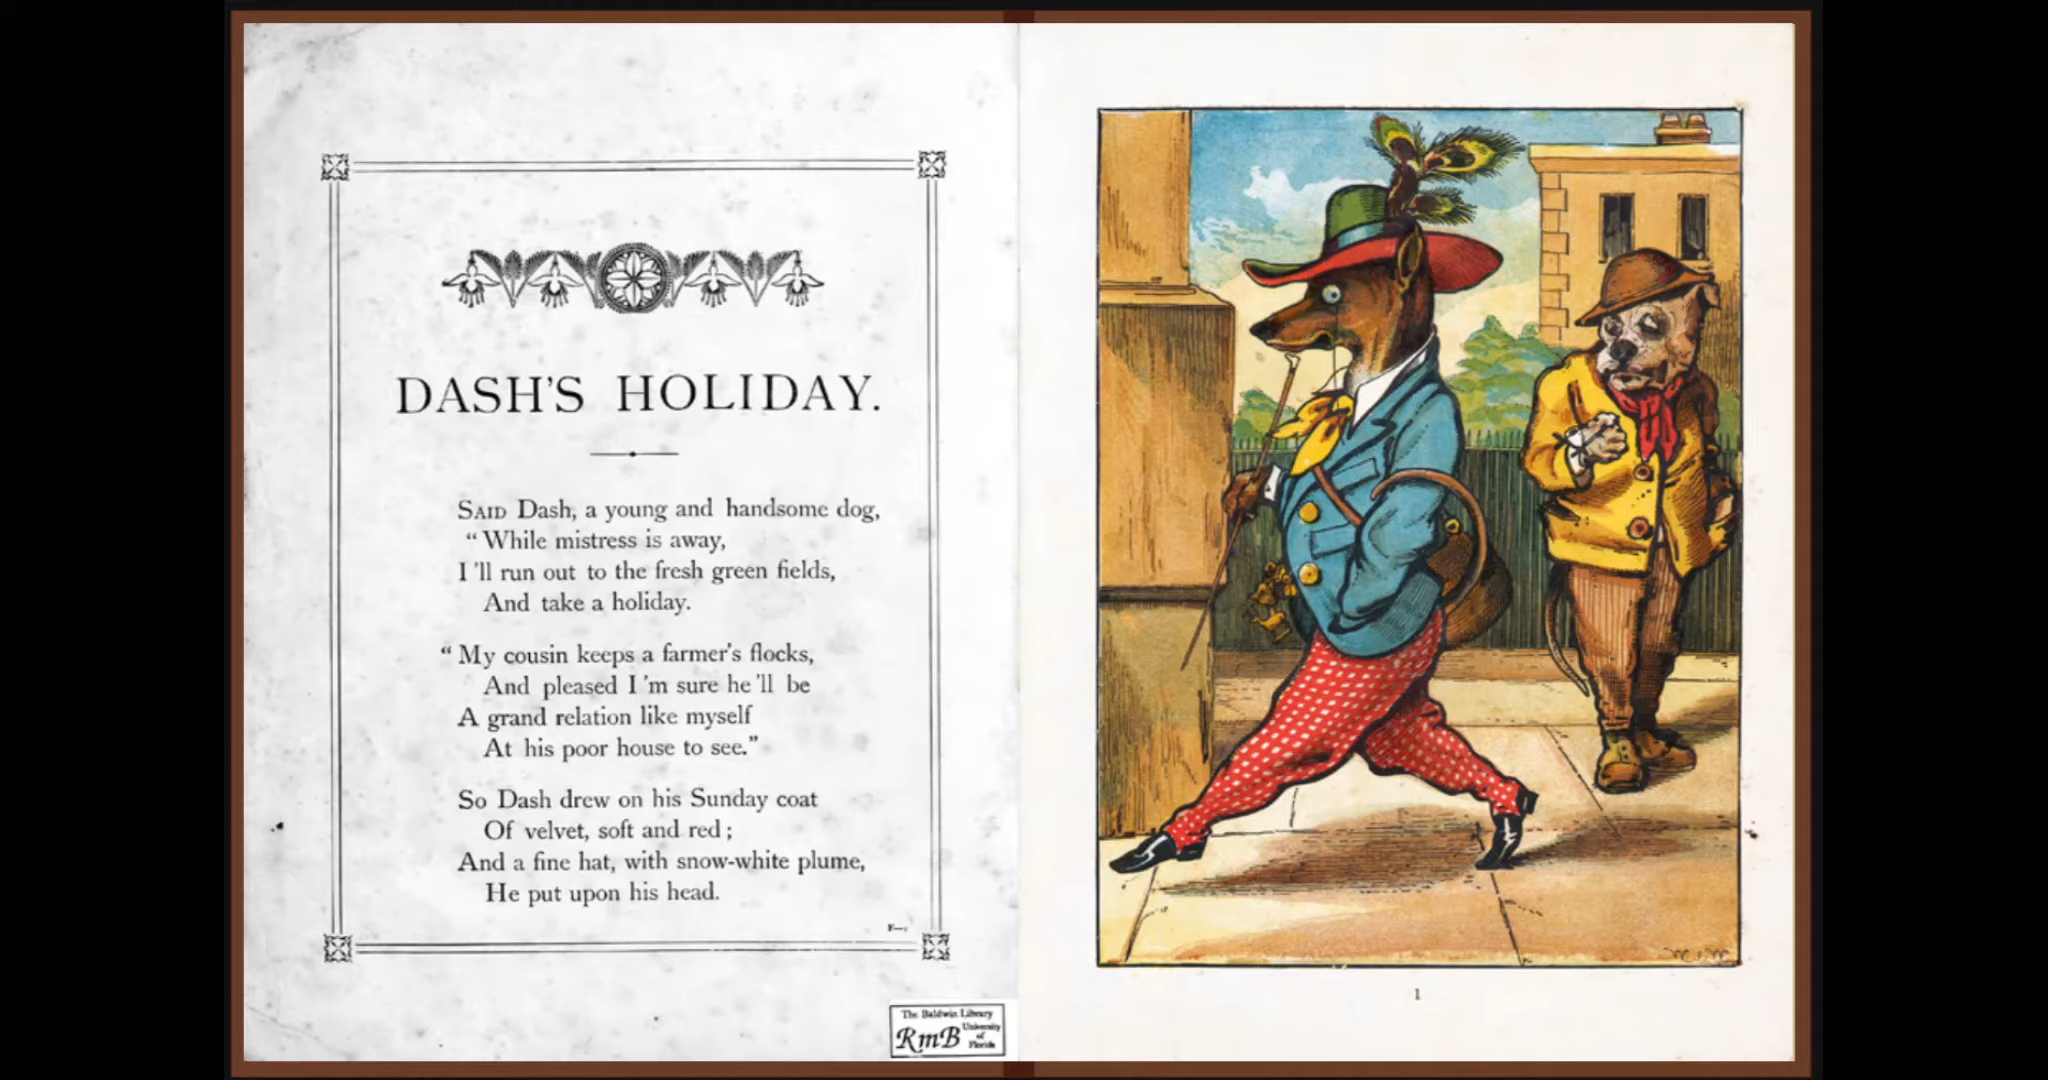 DASH'S HOLIDAY.
SAID Dash, a young and handsome dog,
“While mistress is away,
I'll run out to the fresh green fields,
And take a holiday.
“My cousin keeps a farmer's flocks,
And pleased I'm sure he'll be
A grand relation like myself
At his poor house to see.”
So Dash drew on his Sunday coat
Of velvet, soft and red;
And a fine hat, with snow-white plume,
He put upon his head.
The Baldwin Library
RmB University
of
Florida
1